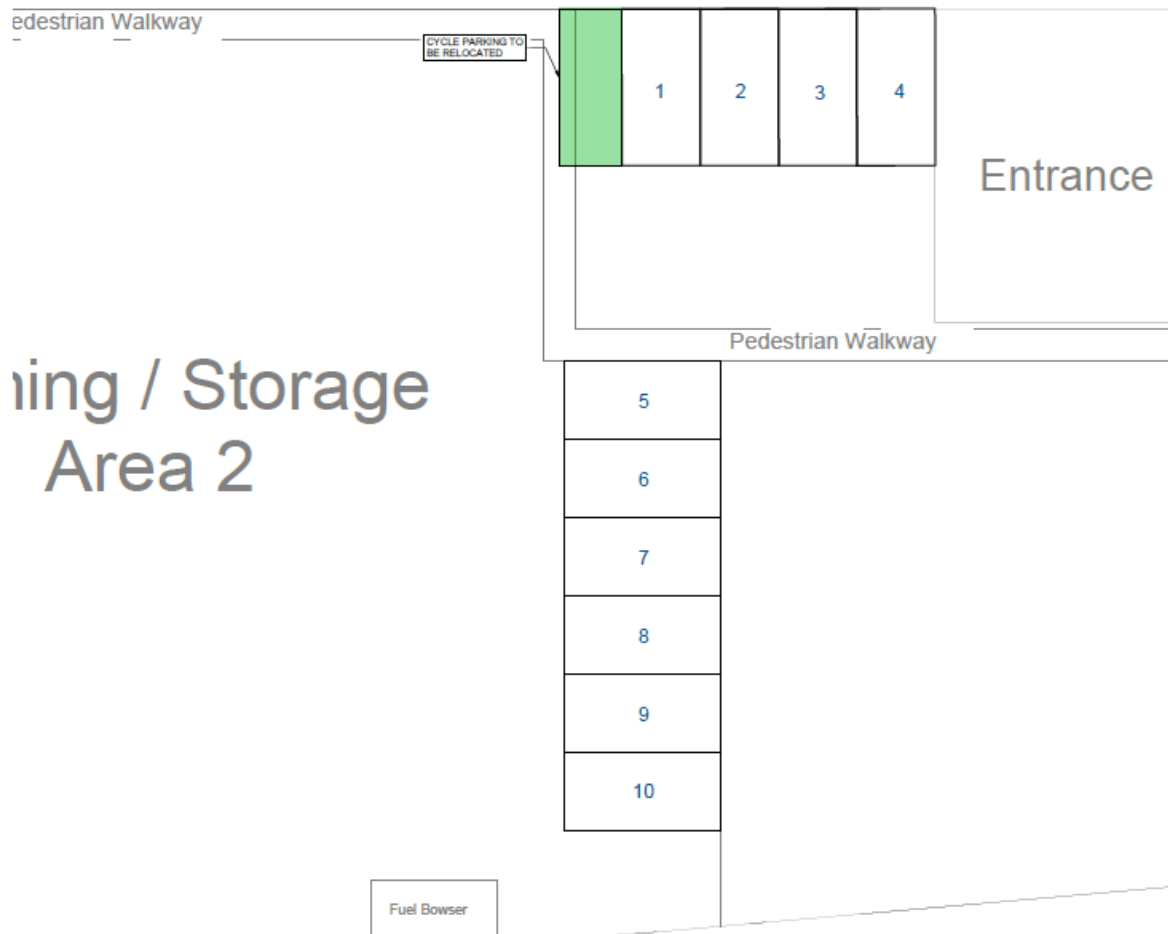 edestrian Walkway
CYCLE PARKING TO
BE RELOCATED
1
2
3
4
Entrance
Pedestrian Walkway
ning / Storage
Area 2
5
6
7
8
9
10
Fuel Bowser